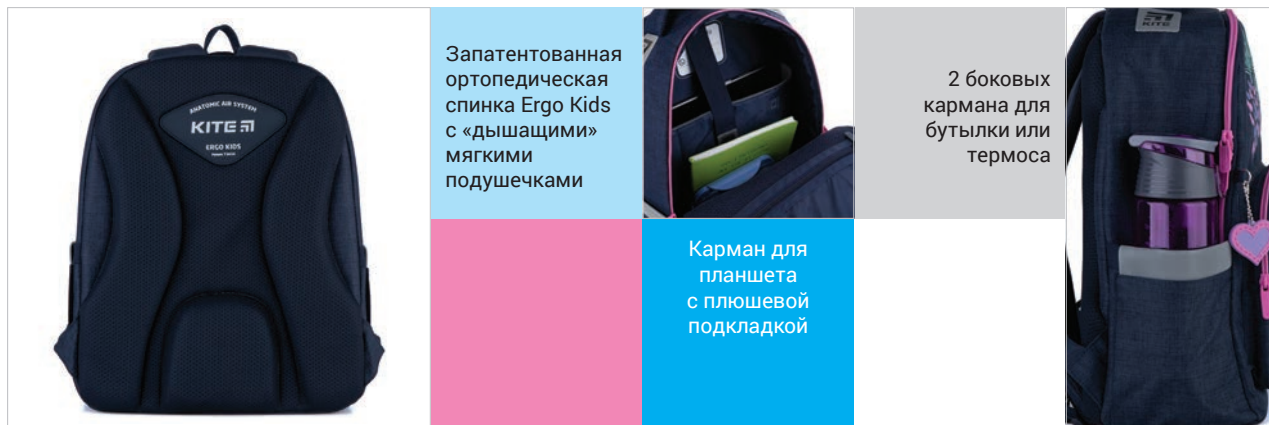 ANATOMIC AIR SYSTEM
KITE
ERGO KIDS
Запатентованная
ортопедическая
спинка Ergo Kids
с «дышащими»
мягкими
подушечками
KITE
Карман для
планшета
с плюшевой
подкладкой
2 боковых
кармана для
бутылки или
термоса
KITE